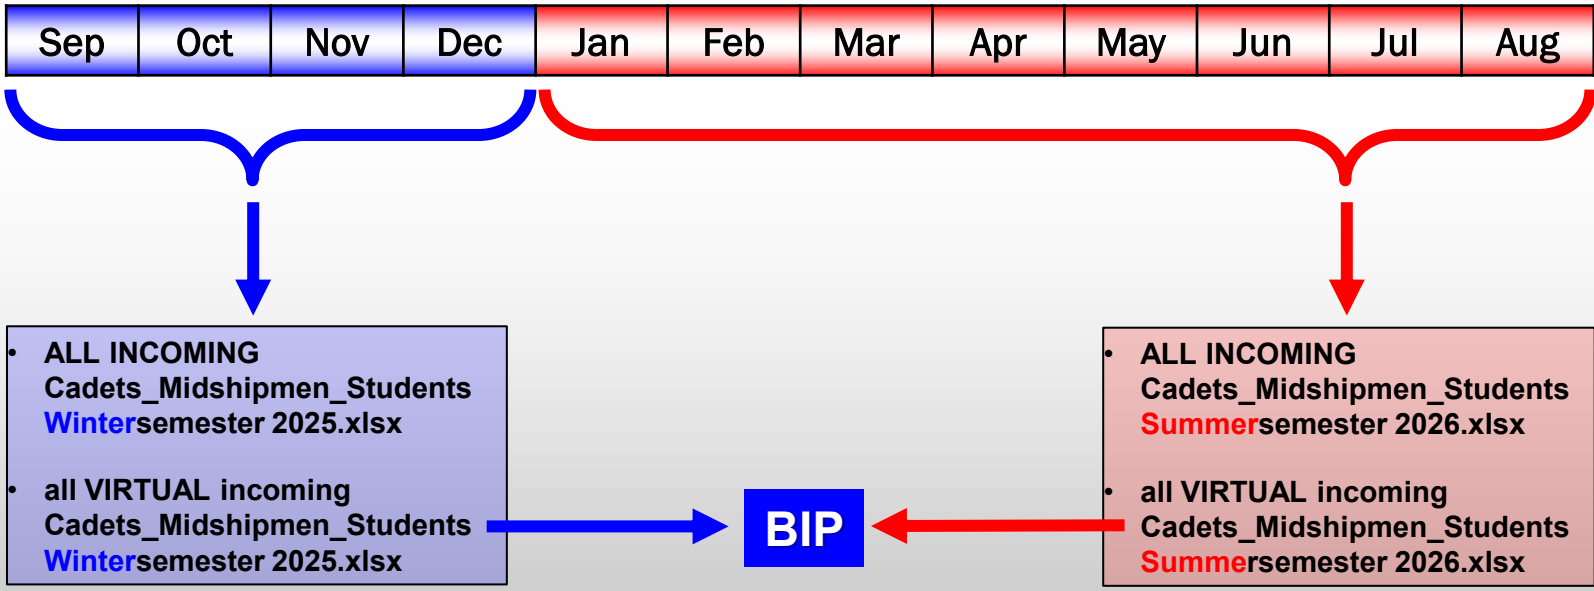 Sep Oct Nov Dec Jan Feb Mar Apr May Jun Jul Aug
• ALL INCOMING
Cadets_Midshipmen_Students
Wintersemester 2025.xlsx
• all VIRTUAL incoming
Cadets_Midshipmen_Students
Wintersemester 2025.xlsx
BIP
• ALL INCOMING
Cadets_Midshipmen_Students
Summersemester 2026.xlsx
• all VIRTUAL incoming
Cadets_Midshipmen_Students
Summersemester 2026.xlsx